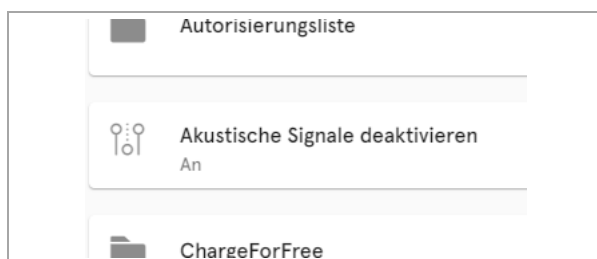 Autorisierungsliste
Akustische Signale deaktivieren
An
ChargeForFree